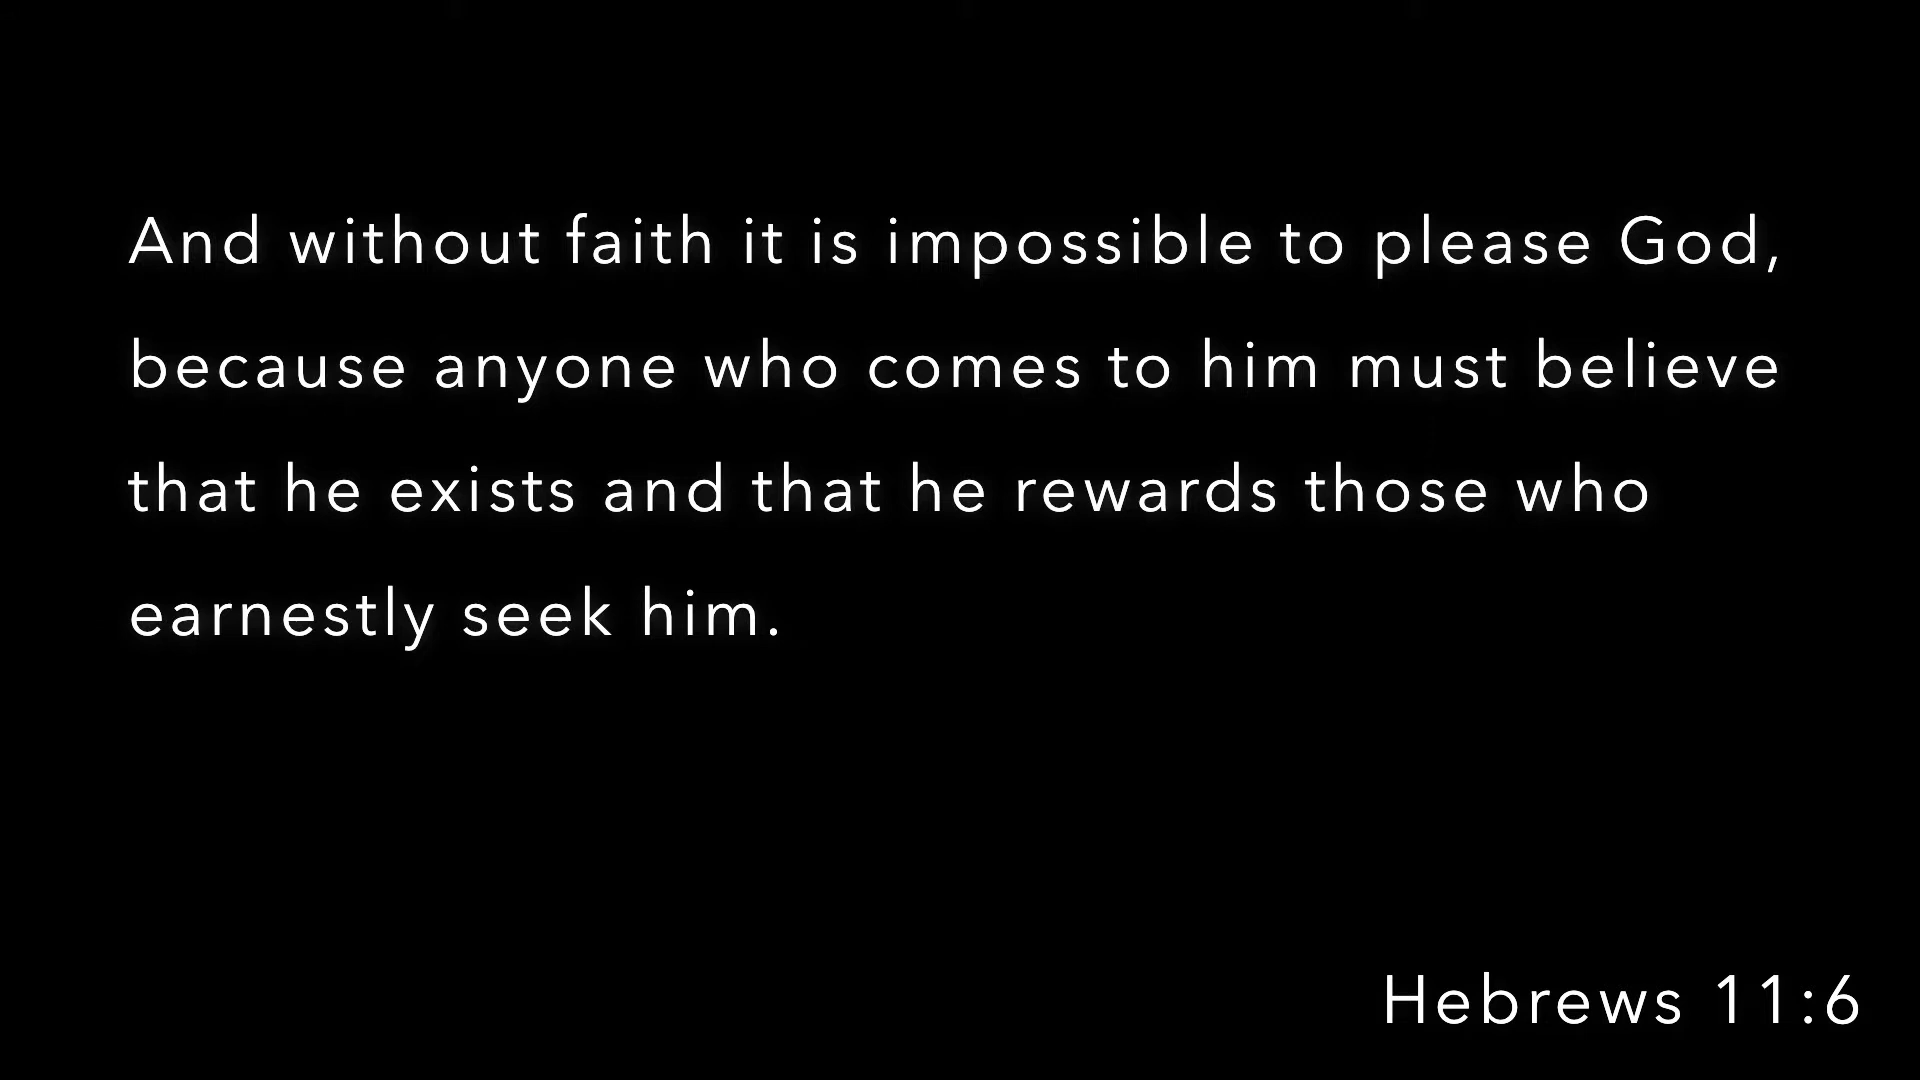 And without faith it is impossible to please God,
because anyone who comes to him must believe
that he exists and that he rewards those who
earnestly seek him.
Hebrews 11:6